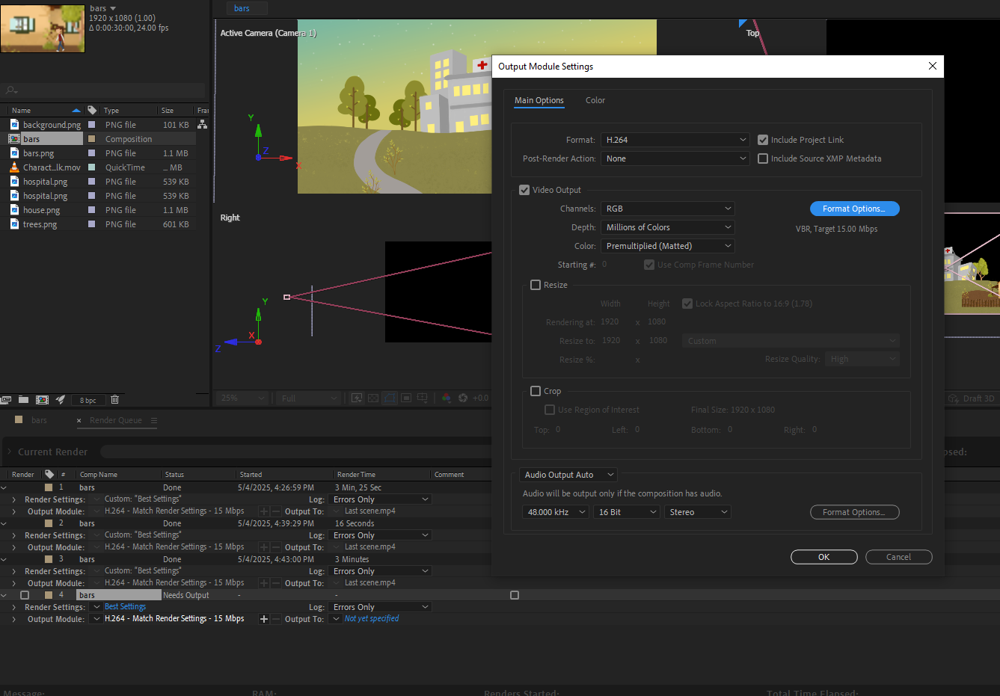 bars
1920 x 1080 (1.00)
Δ 0:00:30:00, 24.00 fps
Name Type Size
background.png PNG file 101 KB
bars Composition
bars.png PNG file 1.1 MB
Charact...lk.mov QuickTime ... MB
hospital.png PNG file 539 KB
hospital.png PNG file 539 KB
house.png PNG file 1.1 MB
trees.png PNG file 601 KB
8 bpc
bars
Active Camera (Camera 1)
Top
Y
Z
X
Right
Y
X
Z
25% Full +0.0 Draft 3D
Output Module Settings
Main Options Color
Format: H.264 Include Project Link
Post-Render Action: None Include Source XMP Metadata
Video Output
Channels: RGB Format Options...
Depth: Millions of Colors VBR, Target 15.00 Mbps
Color: Premultiplied (Matted)
Starting #: 0 Use Comp Frame Number
Resize
Width Height Lock Aspect Ratio to 16:9 (1.78)
Rendering at: 1920 x 1080
Resize to: 1920 x 1080 Custom
Resize %: x Resize Quality: High
Crop
Use Region of Interest Final Size: 1920 x 1080
Top: 0 Left: 0 Bottom: 0 Right: 0
Audio Output Auto
Audio will be output only if the composition has audio.
48.000 kHz 16 Bit Stereo Format Options...
OK Cancel
bars Render Queue
Current Render
Render # Comp Name Status Started Render Time Comment
1 bars Done 5/4/2025, 4:26:59 PM 3 Min, 25 Sec
Render Settings: Custom: "Best Settings" Log: Errors Only
Output Module: H.264 - Match Render Settings - 15 Mbps Output To: Last scene.mp4
2 bars Done 5/4/2025, 4:39:29 PM 16 Seconds
Render Settings: Custom: "Best Settings" Log: Errors Only
Output Module: H.264 - Match Render Settings - 15 Mbps Output To: Last scene.mp4
3 bars Done 5/4/2025, 4:43:00 PM 3 Minutes
Render Settings: Custom: "Best Settings" Log: Errors Only
Output Module: H.264 - Match Render Settings - 15 Mbps Output To: Last scene.mp4
4 bars Needs Output - -
Render Settings: Best Settings Log: Errors Only
Output Module: H.264 - Match Render Settings - 15 Mbps Output To: Not yet specified
Message: RAM: Renders Started: Total Time Elapsed: